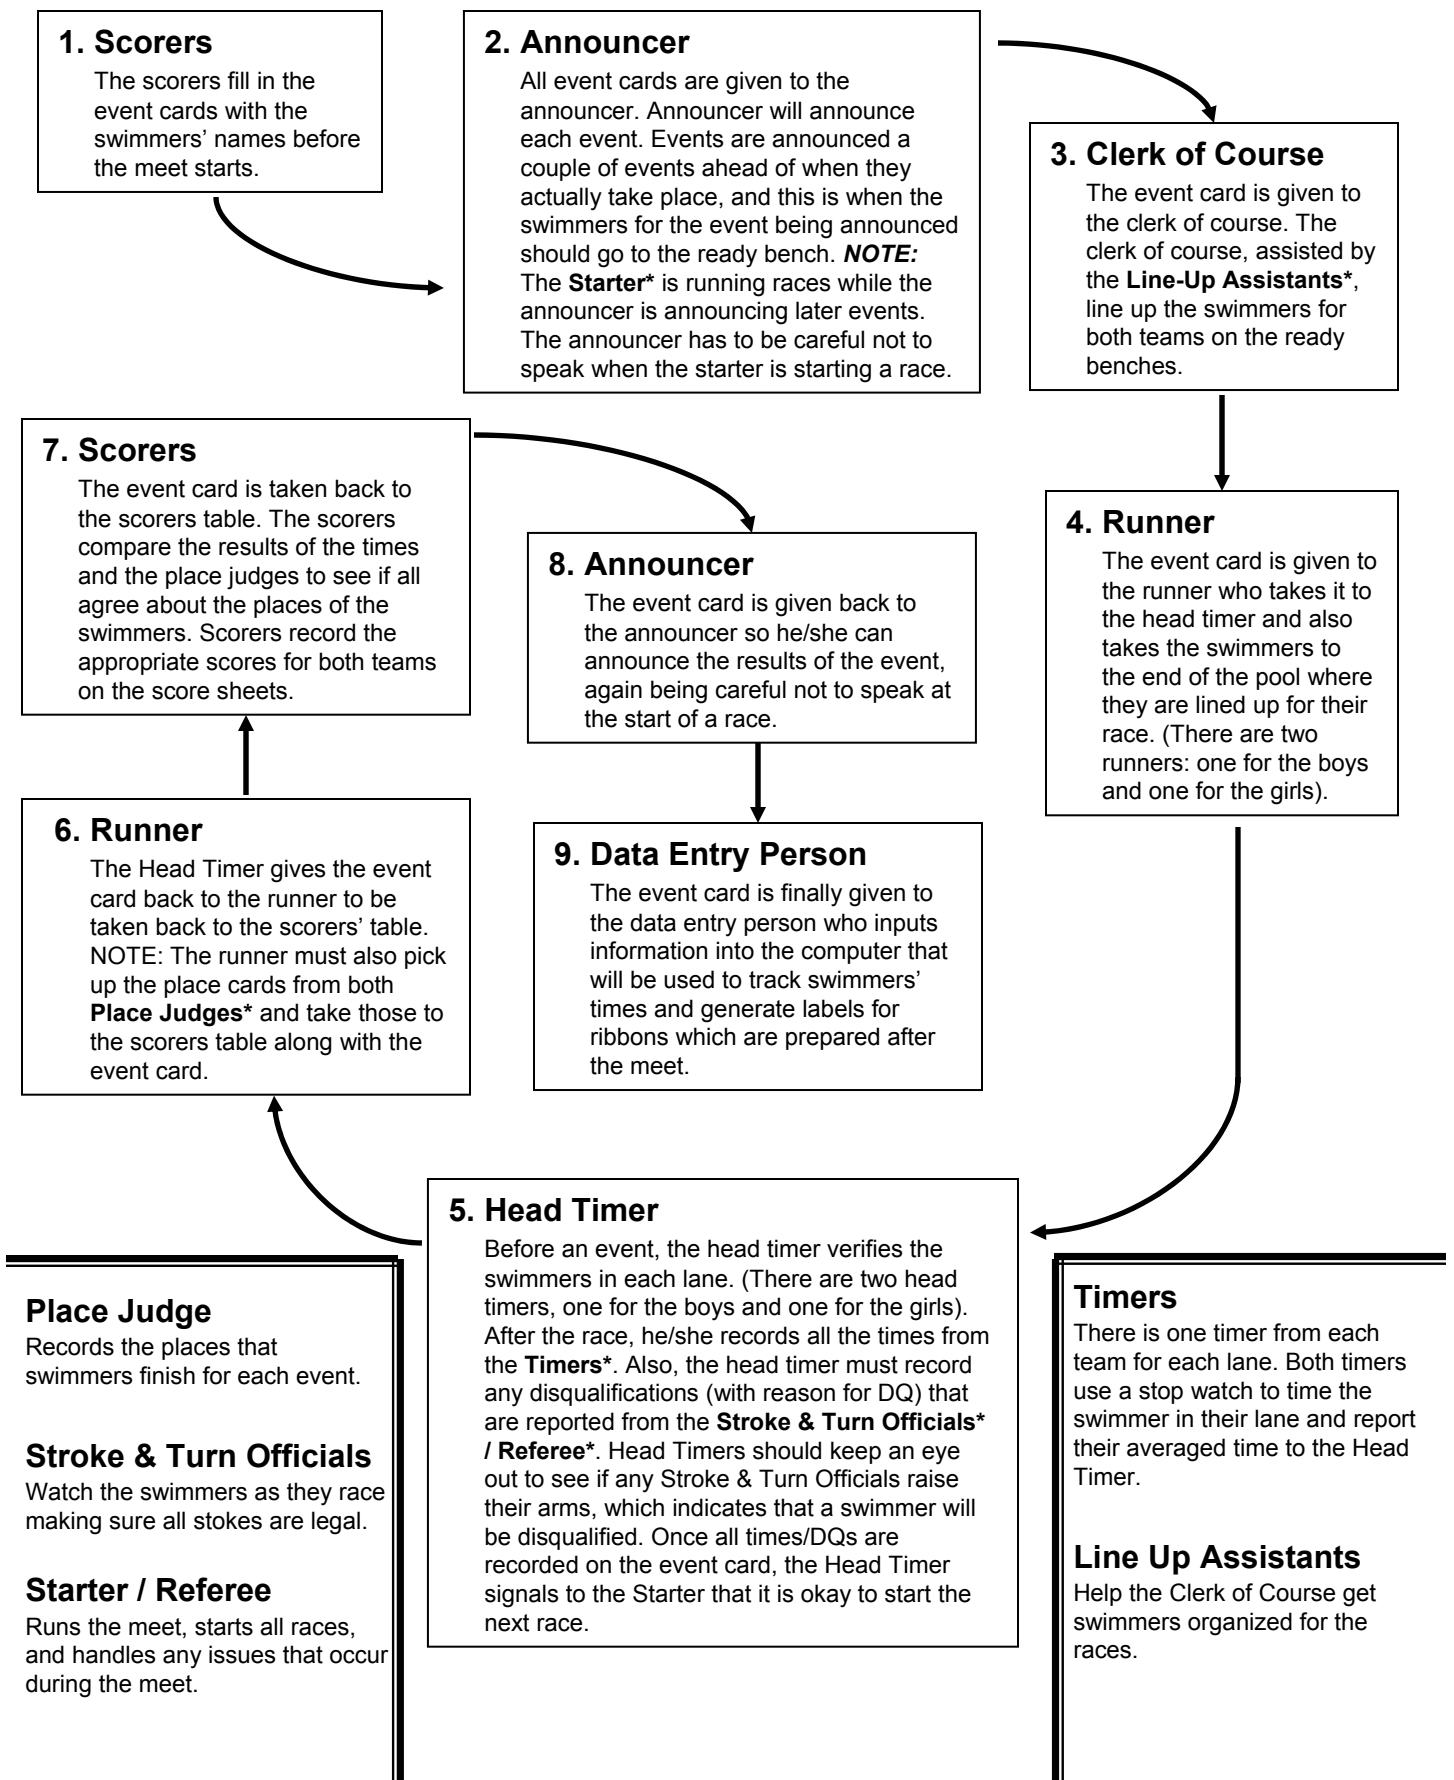 1. Scorers
The scorers fill in the
event cards with the
swimmers’ names before
the meet starts.
2. Announcer
All event cards are given to the
announcer. Announcer will announce
each event. Events are announced a
couple of events ahead of when they
actually take place, and this is when the
swimmers for the event being announced
should go to the ready bench. NOTE:
The Starter* is running races while the
announcer is announcing later events.
The announcer has to be careful not to
speak when the starter is starting a race.
3. Clerk of Course
The event card is given to
the clerk of course. The
clerk of course, assisted by
the Line-Up Assistants*,
line up the swimmers for
both teams on the ready
benches.
4. Runner
The event card is given to
the runner who takes it to
the head timer and also
takes the swimmers to
the end of the pool where
they are lined up for their
race. (There are two
runners: one for the boys
and one for the girls).
5. Head Timer
Before an event, the head timer verifies the
swimmers in each lane. (There are two head
timers, one for the boys and one for the girls).
After the race, he/she records all the times from
the Timers*. Also, the head timer must record
any disqualifications (with reason for DQ) that
are reported from the Stroke & Turn Officials*
/ Referee*. Head Timers should keep an eye
out to see if any Stroke & Turn Officials raise
their arms, which indicates that a swimmer will
be disqualified. Once all times/DQs are
recorded on the event card, the Head Timer
signals to the Starter that it is okay to start the
next race.
6. Runner
The Head Timer gives the event
card back to the runner to be
taken back to the scorers’ table.
NOTE: The runner must also pick
up the place cards from both
Place Judges* and take those to
the scorers table along with the
event card.
7. Scorers
The event card is taken back to
the scorers table. The scorers
compare the results of the times
and the place judges to see if all
agree about the places of the
swimmers. Scorers record the
appropriate scores for both teams
on the score sheets.
8. Announcer
The event card is given back to
the announcer so he/she can
announce the results of the event,
again being careful not to speak at
the start of a race.
9. Data Entry Person
The event card is finally given to
the data entry person who inputs
information into the computer that
will be used to track swimmers’
times and generate labels for
ribbons which are prepared after
the meet.
Place Judge
Records the places that
swimmers finish for each event.
Stroke & Turn Officials
Watch the swimmers as they race
making sure all stokes are legal.
Starter / Referee
Runs the meet, starts all races,
and handles any issues that occur
during the meet.
Timers
There is one timer from each
team for each lane. Both timers
use a stop watch to time the
swimmer in their lane and report
their averaged time to the Head
Timer.
Line Up Assistants
Help the Clerk of Course get
swimmers organized for the
races.